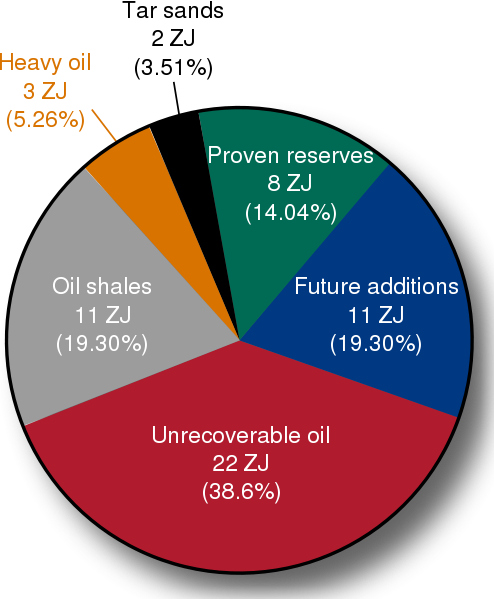 Tar sands
2 ZJ
(3.51%)
Heavy oil
3 ZJ
(5.26%)
Proven reserves
8 ZJ
(14.04%)
Future additions
11 ZJ
(19.30%)
Oil shales
11 ZJ
(19.30%)
Unrecoverable oil
22 ZJ
(38.6%)